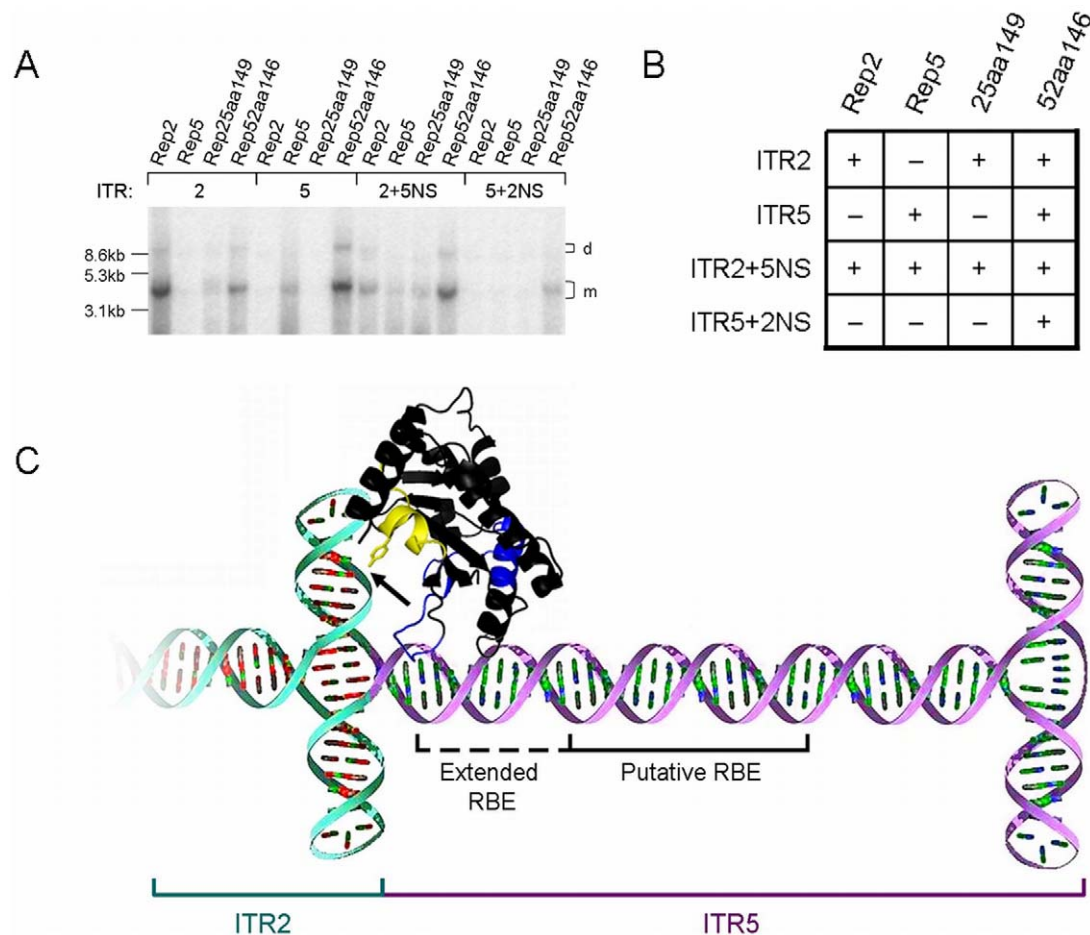 A
Rep2 Rep5 Rep25aa149 Rep52aa146 Rep2 Rep5 Rep25aa149 Rep52aa146 Rep2 Rep5 Rep25aa149 Rep52aa146 Rep2 Rep5 Rep25aa149 Rep52aa146
ITR: 2 5 2+5NS 5+2NS
8.6kb
5.3kb
3.1kb
d
m
B
Rep2 Rep5 25aa149 52aa146
ITR2 + – + +
ITR5 – + – +
ITR2+5NS + + + +
ITR5+2NS – – – +
C
Extended
RBE
Putative RBE
ITR2 ITR5